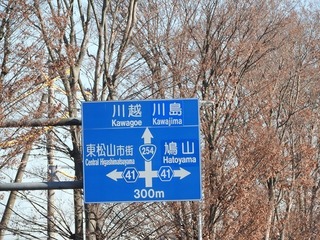 川越 川島
Kawagoe Kawajima
東松山市街 254 鳩山
Central Higashimatsuyama Hatoyama
41 41
300m